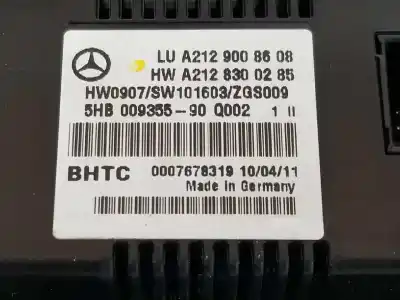 LU A212 900 86 08
HW A212 830 02 85
HW0907/SW101603/ZGS009
5HB 009355-90 Q002 1 II
BHTC 0007678319 10/04/11
Made in Germany